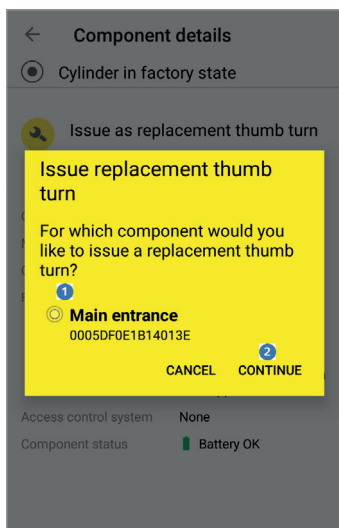 Component details
Cylinder in factory state
Issue as replacement thumb turn
Issue replacement thumb
turn
For which component would you
like to issue a replacement thumb
turn?
1
Main entrance
0005DF0E1B14013E
2
CANCEL CONTINUE
Access control system None
Component status Battery OK